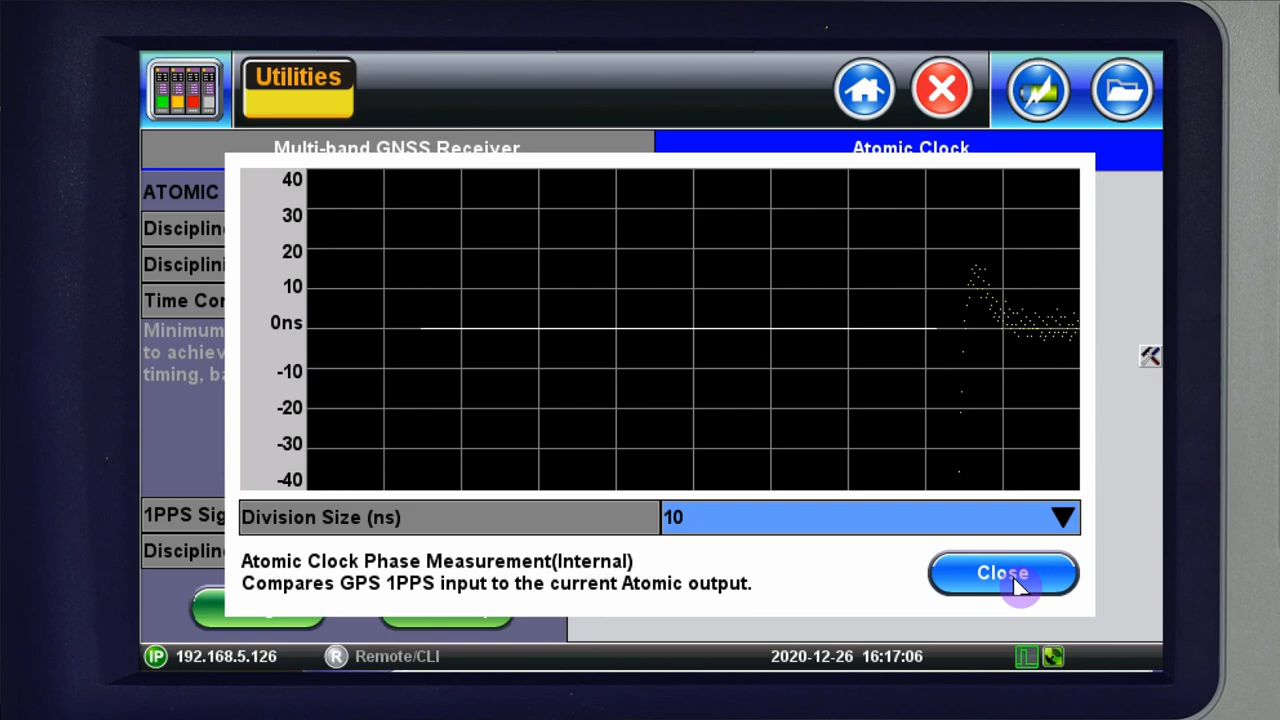 Utilities
Multi-band GNSS Receiver
Atomic Clock
ATOMIC
Disciplin
Disciplini
Time Cor
Minimum
to achiev
timing, ba
1PPS Sig
Disciplin
40
30
20
10
0ns
-10
-20
-30
-40
Division Size (ns)
10
Atomic Clock Phase Measurement(Internal)
Compares GPS 1PPS input to the current Atomic output.
Close
IP 192.168.5.126
R Remote/CLI
2020-12-26 16:17:06